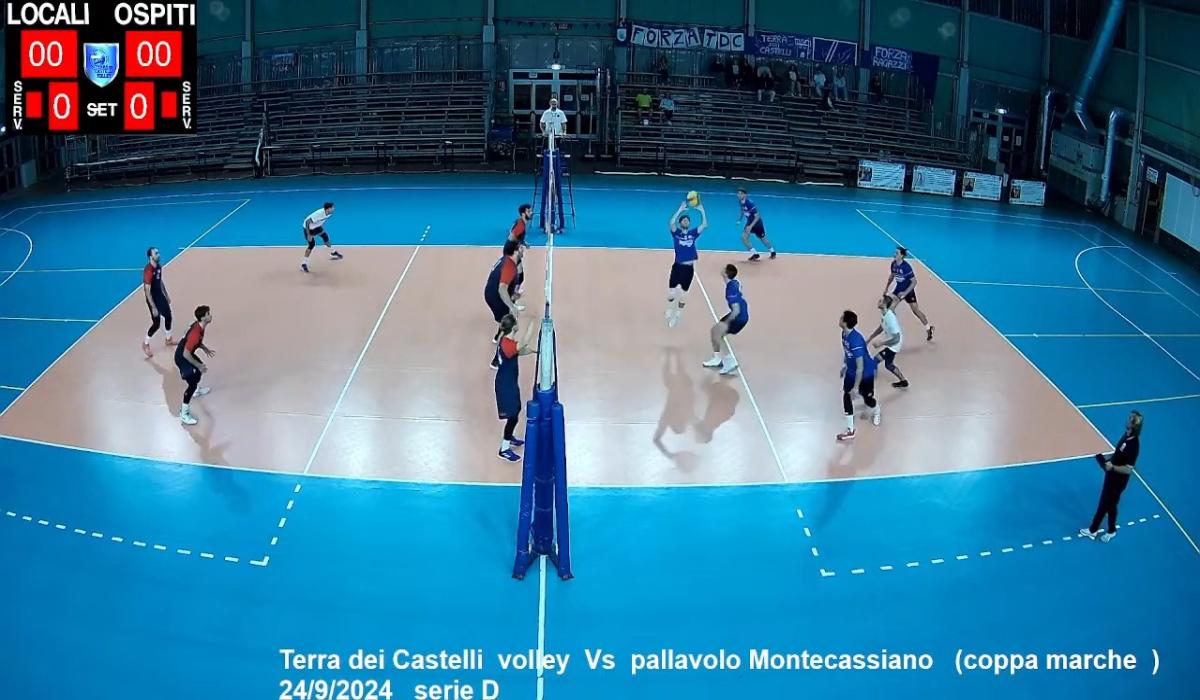 LOCALI OSPITI
00 00
SERV. 0 SET 0 SERV.
FORZA TDC
TERRA
CASTELLI
FORZA
RAGAZZI
Terra dei Castelli volley Vs pallavolo Montecassiano (coppa marche )
24/9/2024 serie D